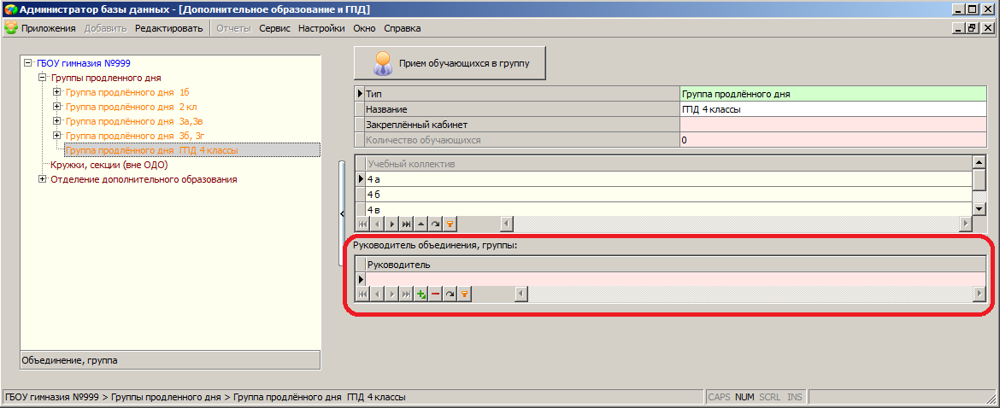 Администратор базы данных - [Дополнительное образование и ГПД]
Приложения Добавить Редактировать Отчеты Сервис Настройки Окно Справка
ГБОУ гимназия №999
Группы продленного дня
Группа продлённого дня 1б
Группа продлённого дня 2 кл
Группа продлённого дня 3а,3в
Группа продлённого дня 3б, 3г
Группа продлённого дня ГПД 4 классы
Кружки, секции (вне ОДО)
Отделение дополнительного образования
Объединение, группа
Прием обучающихся в группу
Тип Группа продлённого дня
Название ГПД 4 классы
Закреплённый кабинет
Количество обучающихся 0
Учебный коллектив
4 а
4 б
4 в
Руководитель объединения, группы:
Руководитель
ГБОУ гимназия №999 > Группы продленного дня > Группа продлённого дня ГПД 4 классы
CAPS NUM SCRL INS